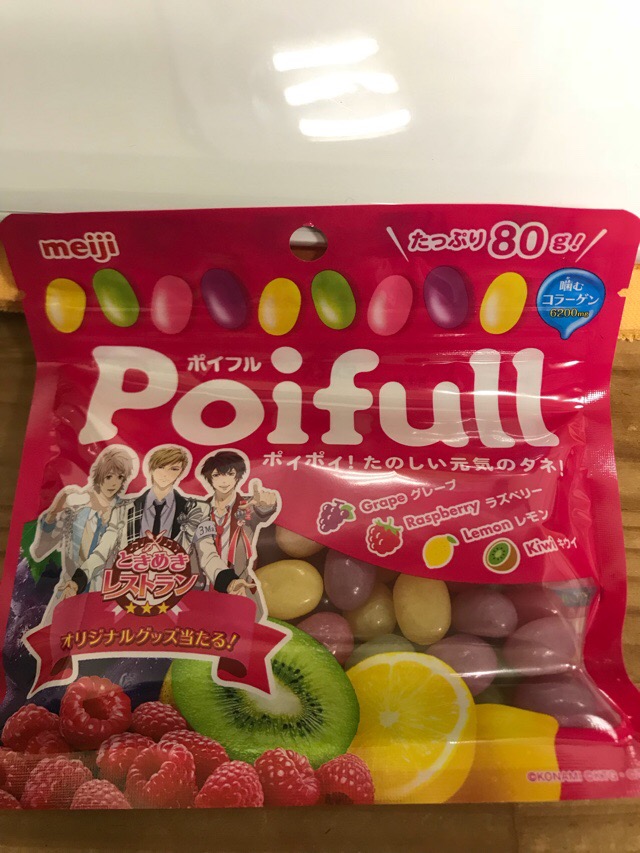 meiji
たっぷり80g!
噛む
コラーゲン
6200mg
ポイフル
Poifull
ポイポイ!たのしい元気のタネ!
Grape グレープ
Raspberry ラズベリー
Lemon レモン
Kiwi キウイ
ときめき
レストラン
★★★
オリジナルグッズ当たる!
©KONAMI